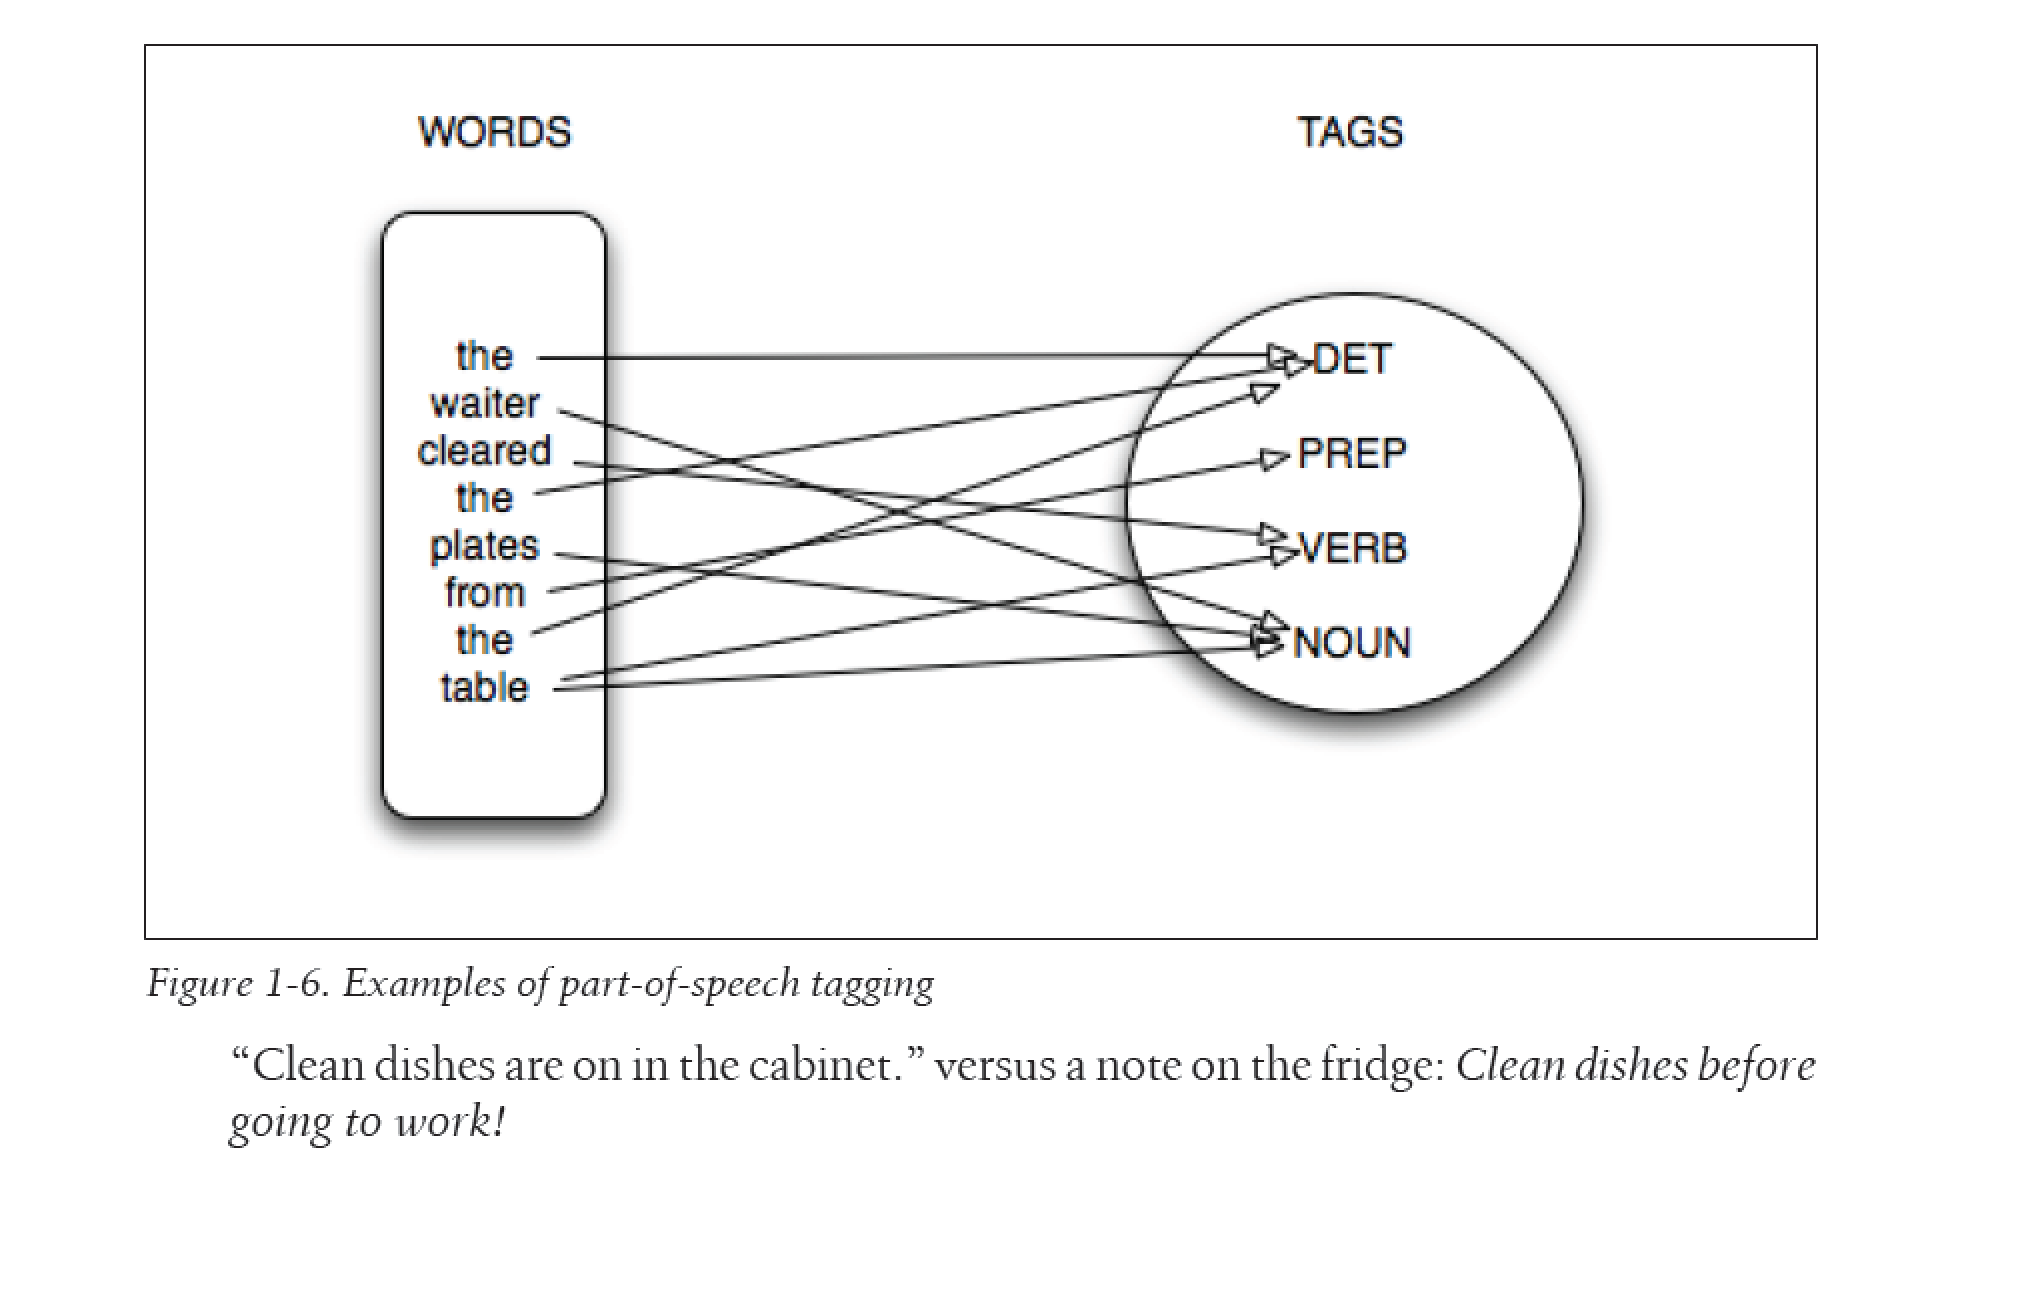 WORDS TAGS
the
waiter
cleared
the
plates
from
the
table
DET
PREP
VERB
NOUN
Figure 1-6. Examples of part-of-speech tagging
“Clean dishes are on in the cabinet.” versus a note on the fridge: Clean dishes before
going to work!